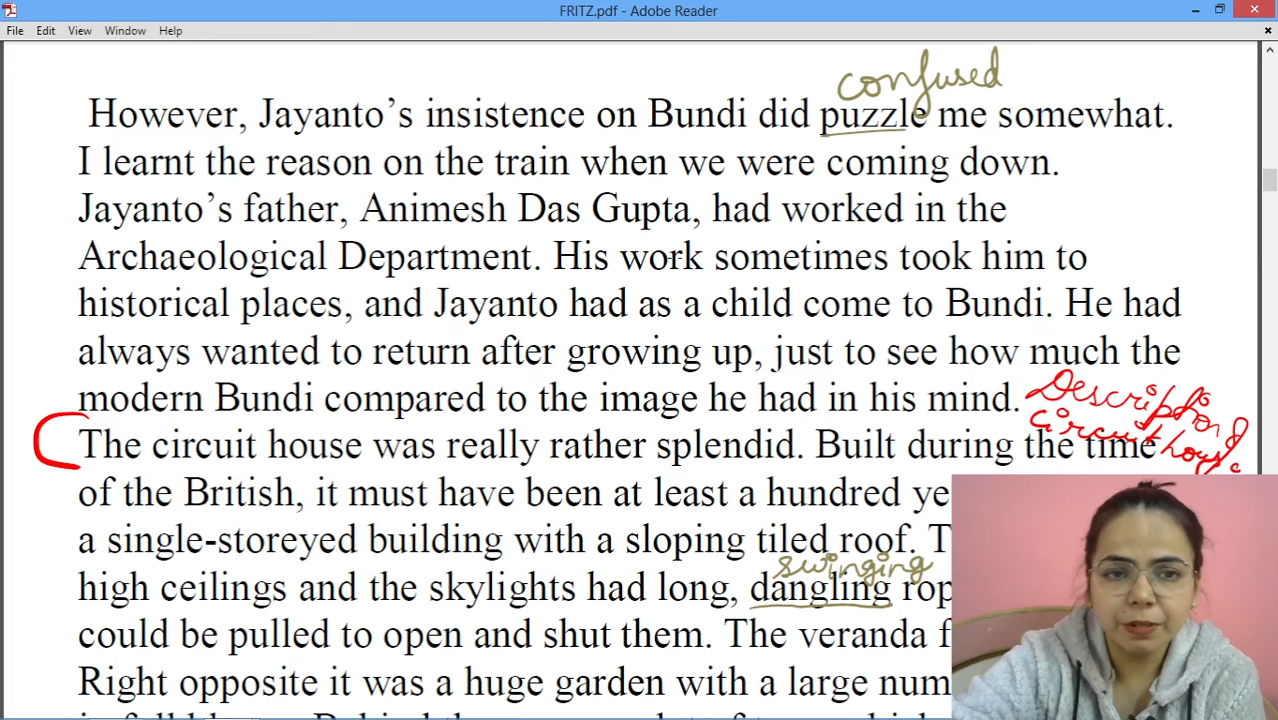 FRITZ.pdf - Adobe Reader
File Edit View Window Help
confused
However, Jayanto's insistence on Bundi did puzzle me somewhat.
I learnt the reason on the train when we were coming down.
Jayanto's father, Animesh Das Gupta, had worked in the
Archaeological Department. His work sometimes took him to
historical places, and Jayanto had as a child come to Bundi. He had
always wanted to return after growing up, just to see how much the
modern Bundi compared to the image he had in his mind.
circuit house
The circuit house was really rather splendid. Built during the time
of the British, it must have been at least a hundred
a single-storeyed building with a sloping tiled roof.
swinging
high ceilings and the skylights had long, dangling
could be pulled to open and shut them. The veranda
Right opposite it was a huge garden with a large